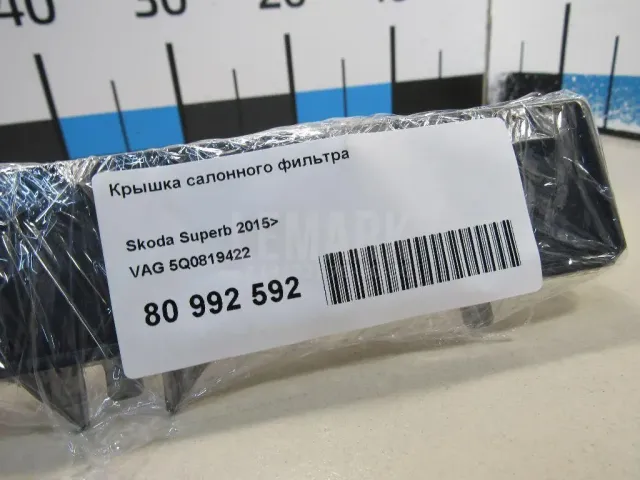 40
30
20
Крышка салонного фильтра
Skoda Superb 2015>
VAG 5Q0819422
80 992 592